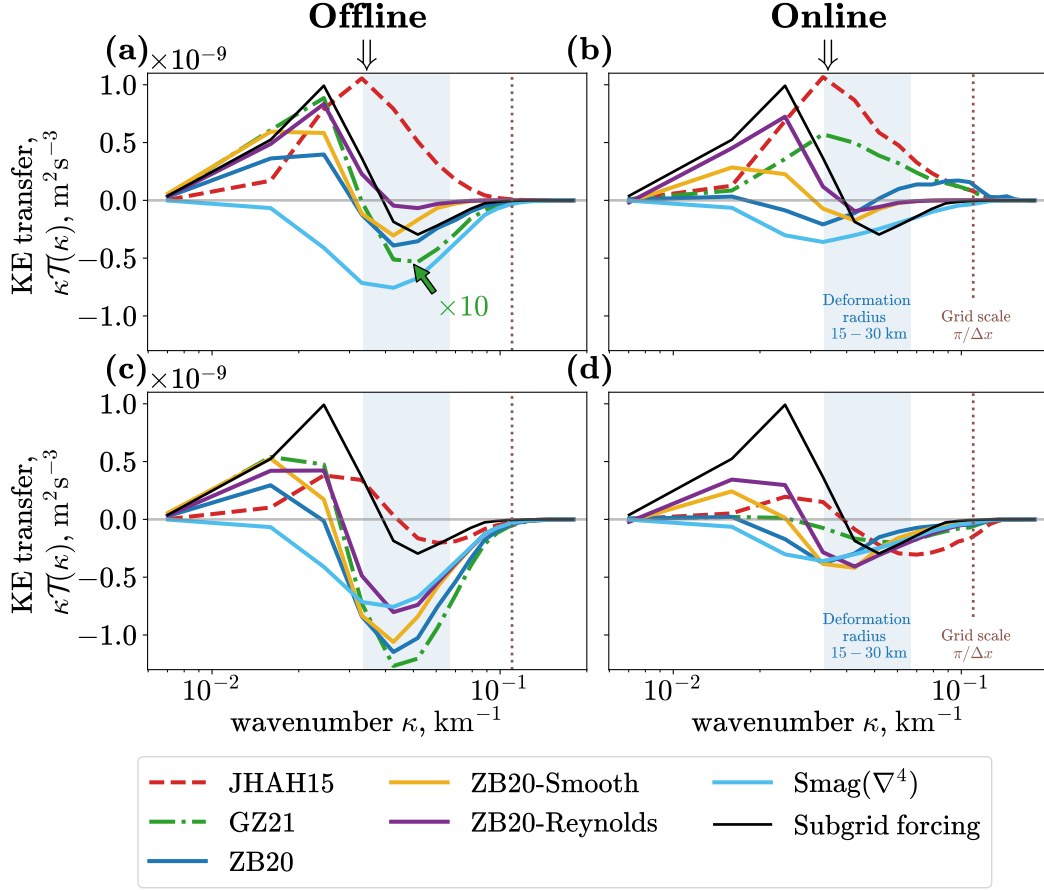 Offline
Online
⇓
⇓
(a)
(b)
×10⁻⁹
1.0
0.5
0.0
−0.5
−1.0
KE transfer,
κ𝒯(κ), m² s⁻³
×10
Deformation
radius
15 − 30 km
Grid scale
π/Δx
(c)
(d)
×10⁻⁹
1.0
0.5
0.0
−0.5
−1.0
KE transfer,
κ𝒯(κ), m² s⁻³
Deformation
radius
15 − 30 km
Grid scale
π/Δx
10⁻²
10⁻¹
10⁻²
10⁻¹
wavenumber κ, km⁻¹
wavenumber κ, km⁻¹
JHAH15
GZ21
ZB20
ZB20-Smooth
ZB20-Reynolds
Smag(∇⁴)
Subgrid forcing